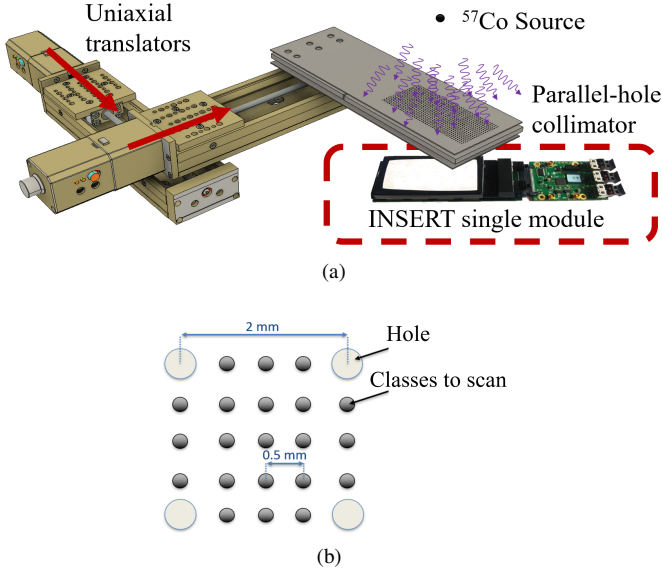 Uniaxial
translators
⁵⁷Co Source
Parallel-hole
collimator
INSERT single module
(a)
2 mm
Hole
Classes to scan
0.5 mm
(b)